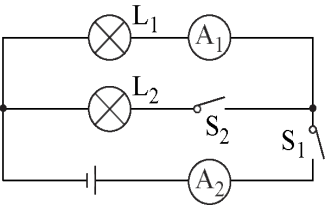 L₁ A₁
L₂ S₂
S₁
A₂